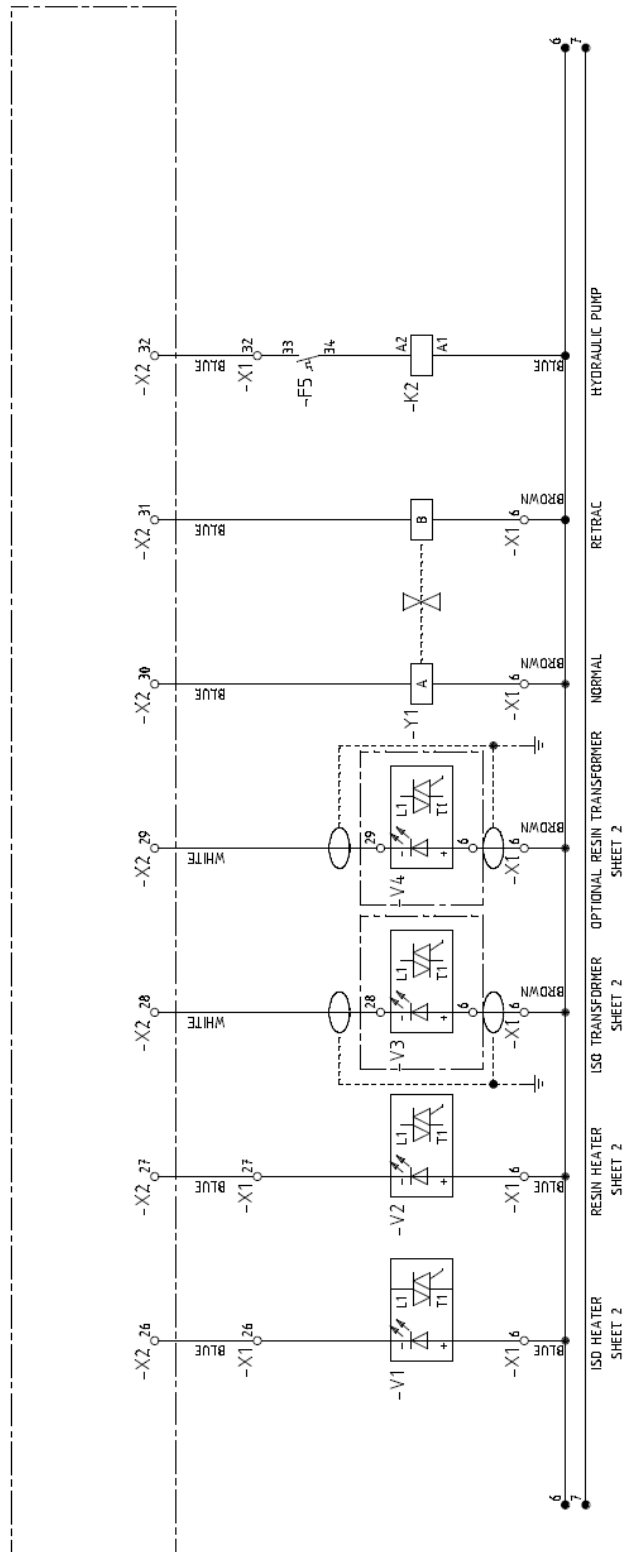 -X2 26 -X2 27 -X2 28 -X2 29 -X2 30 -X2 31 -X2 32
BLUE BLUE WHITE WHITE BLUE BLUE BLUE
-X1 26 -X1 27 -X1 32
33
-F5
34
28 29
L1 L1 L1 L1 A2
-V1 -V2 -V3 -V4 -Y1 A B -K2
T1 T1 T1 T1 A1
6 6
-X1 6 -X1 6 -X1 6 -X1 6 -X1 6 -X1 6
BLUE BLUE BROWN BROWN BROWN BROWN BLUE
6 6
7 7
ISO HEATER RESIN HEATER ISO TRANSFORMER OPTIONAL RESIN TRANSFORMER NORMAL RETRAC HYDRAULIC PUMP
SHEET 2 SHEET 2 SHEET 2 SHEET 2